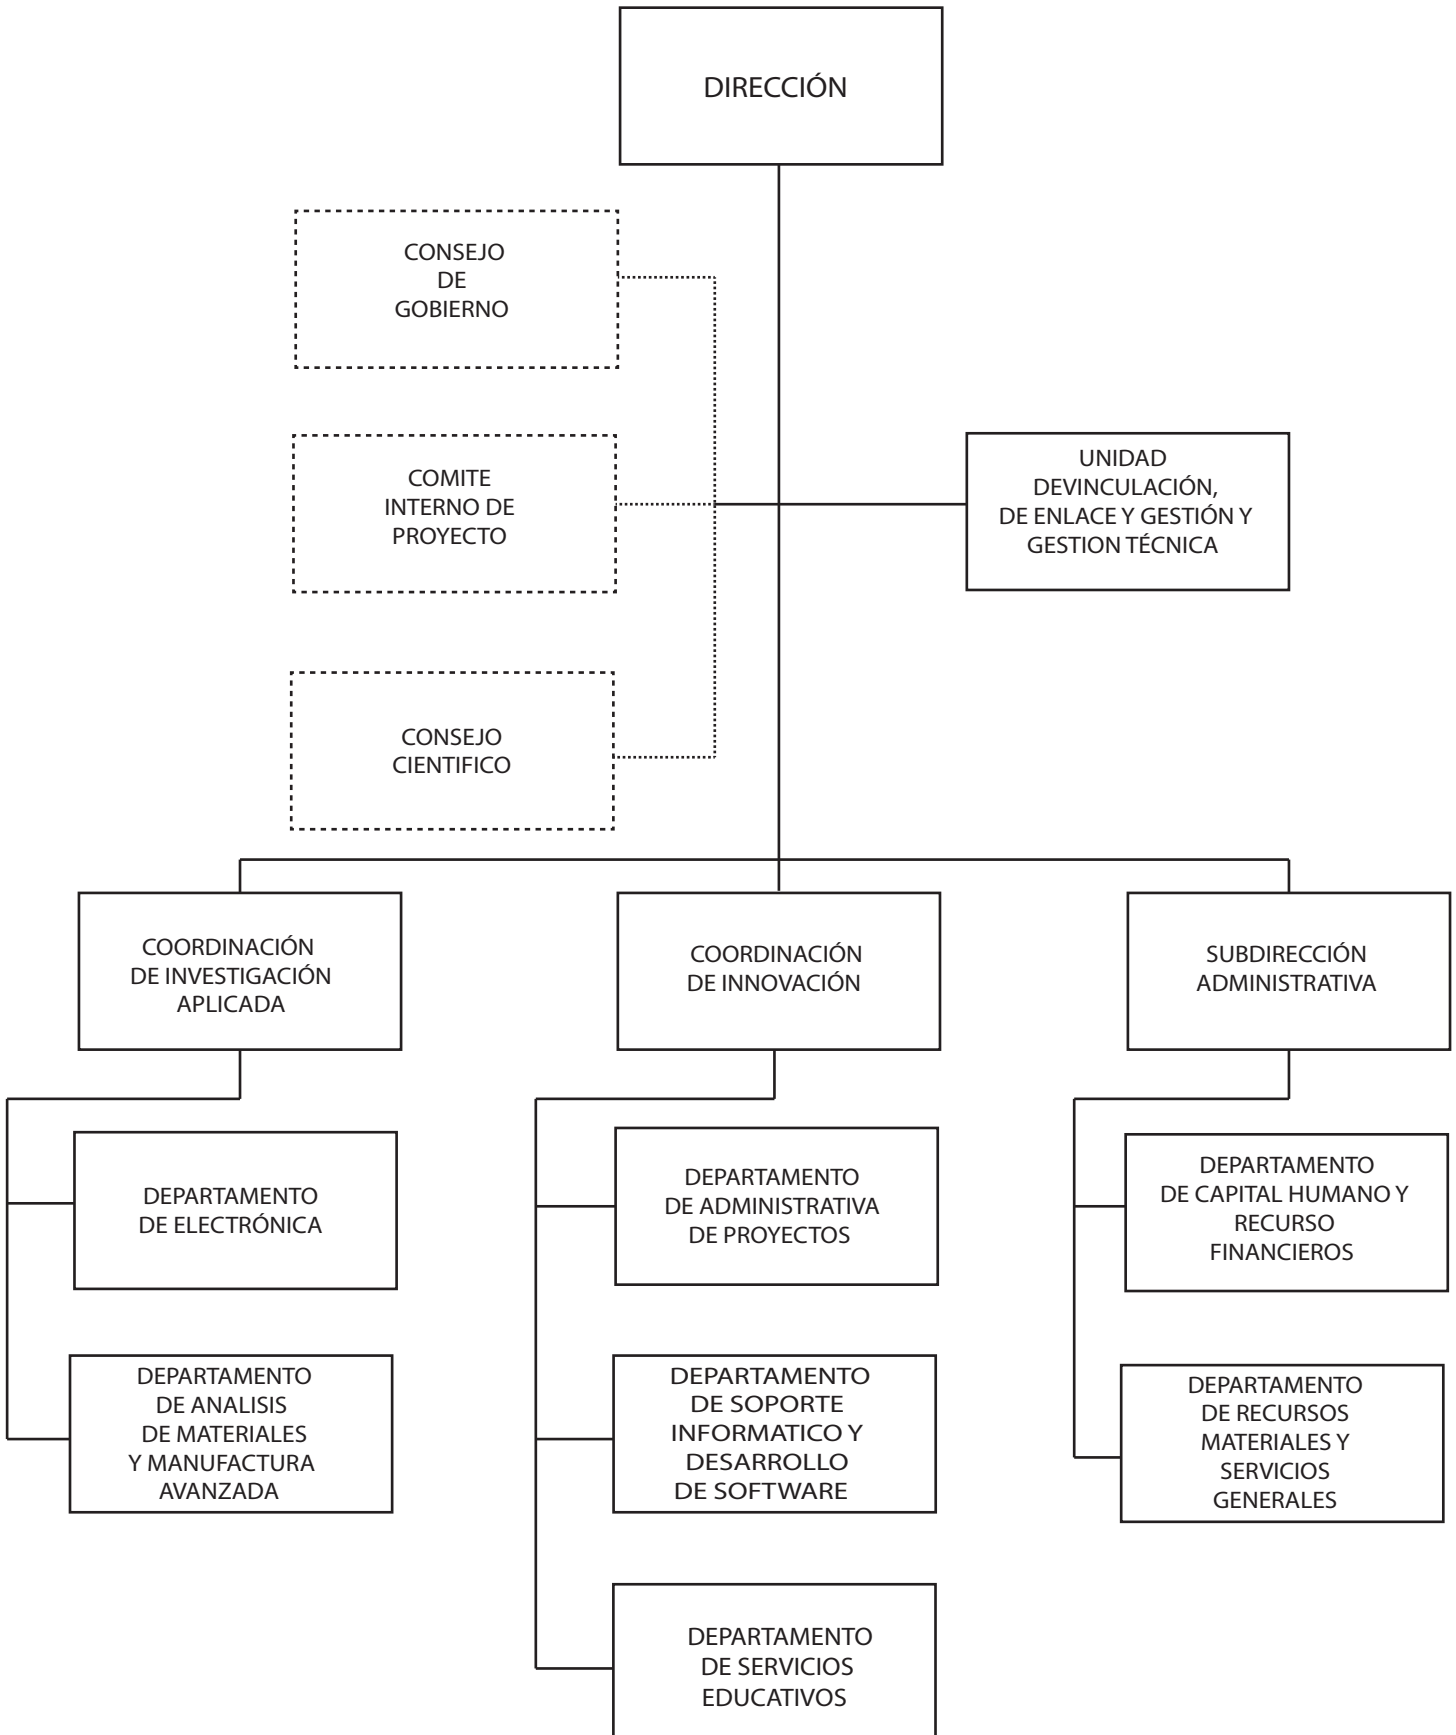 DIRECCIÓN
CONSEJO
DE
GOBIERNO
COMITE
INTERNO DE
PROYECTO
UNIDAD
DEVINCULACIÓN,
DE ENLACE Y GESTIÓN Y
GESTION TÉCNICA
CONSEJO
CIENTIFICO
COORDINACIÓN
DE INVESTIGACIÓN
APLICADA
COORDINACIÓN
DE INNOVACIÓN
SUBDIRECCIÓN
ADMINISTRATIVA
DEPARTAMENTO
DE ELECTRÓNICA
DEPARTAMENTO
DE ANALISIS
DE MATERIALES
Y MANUFACTURA
AVANZADA
DEPARTAMENTO
DE ADMINISTRATIVA
DE PROYECTOS
DEPARTAMENTO
DE SOPORTE
INFORMATICO Y
DESARROLLO
DE SOFTWARE
DEPARTAMENTO
DE SERVICIOS
EDUCATIVOS
DEPARTAMENTO
DE CAPITAL HUMANO Y
RECURSO
FINANCIEROS
DEPARTAMENTO
DE RECURSOS
MATERIALES Y
SERVICIOS
GENERALES